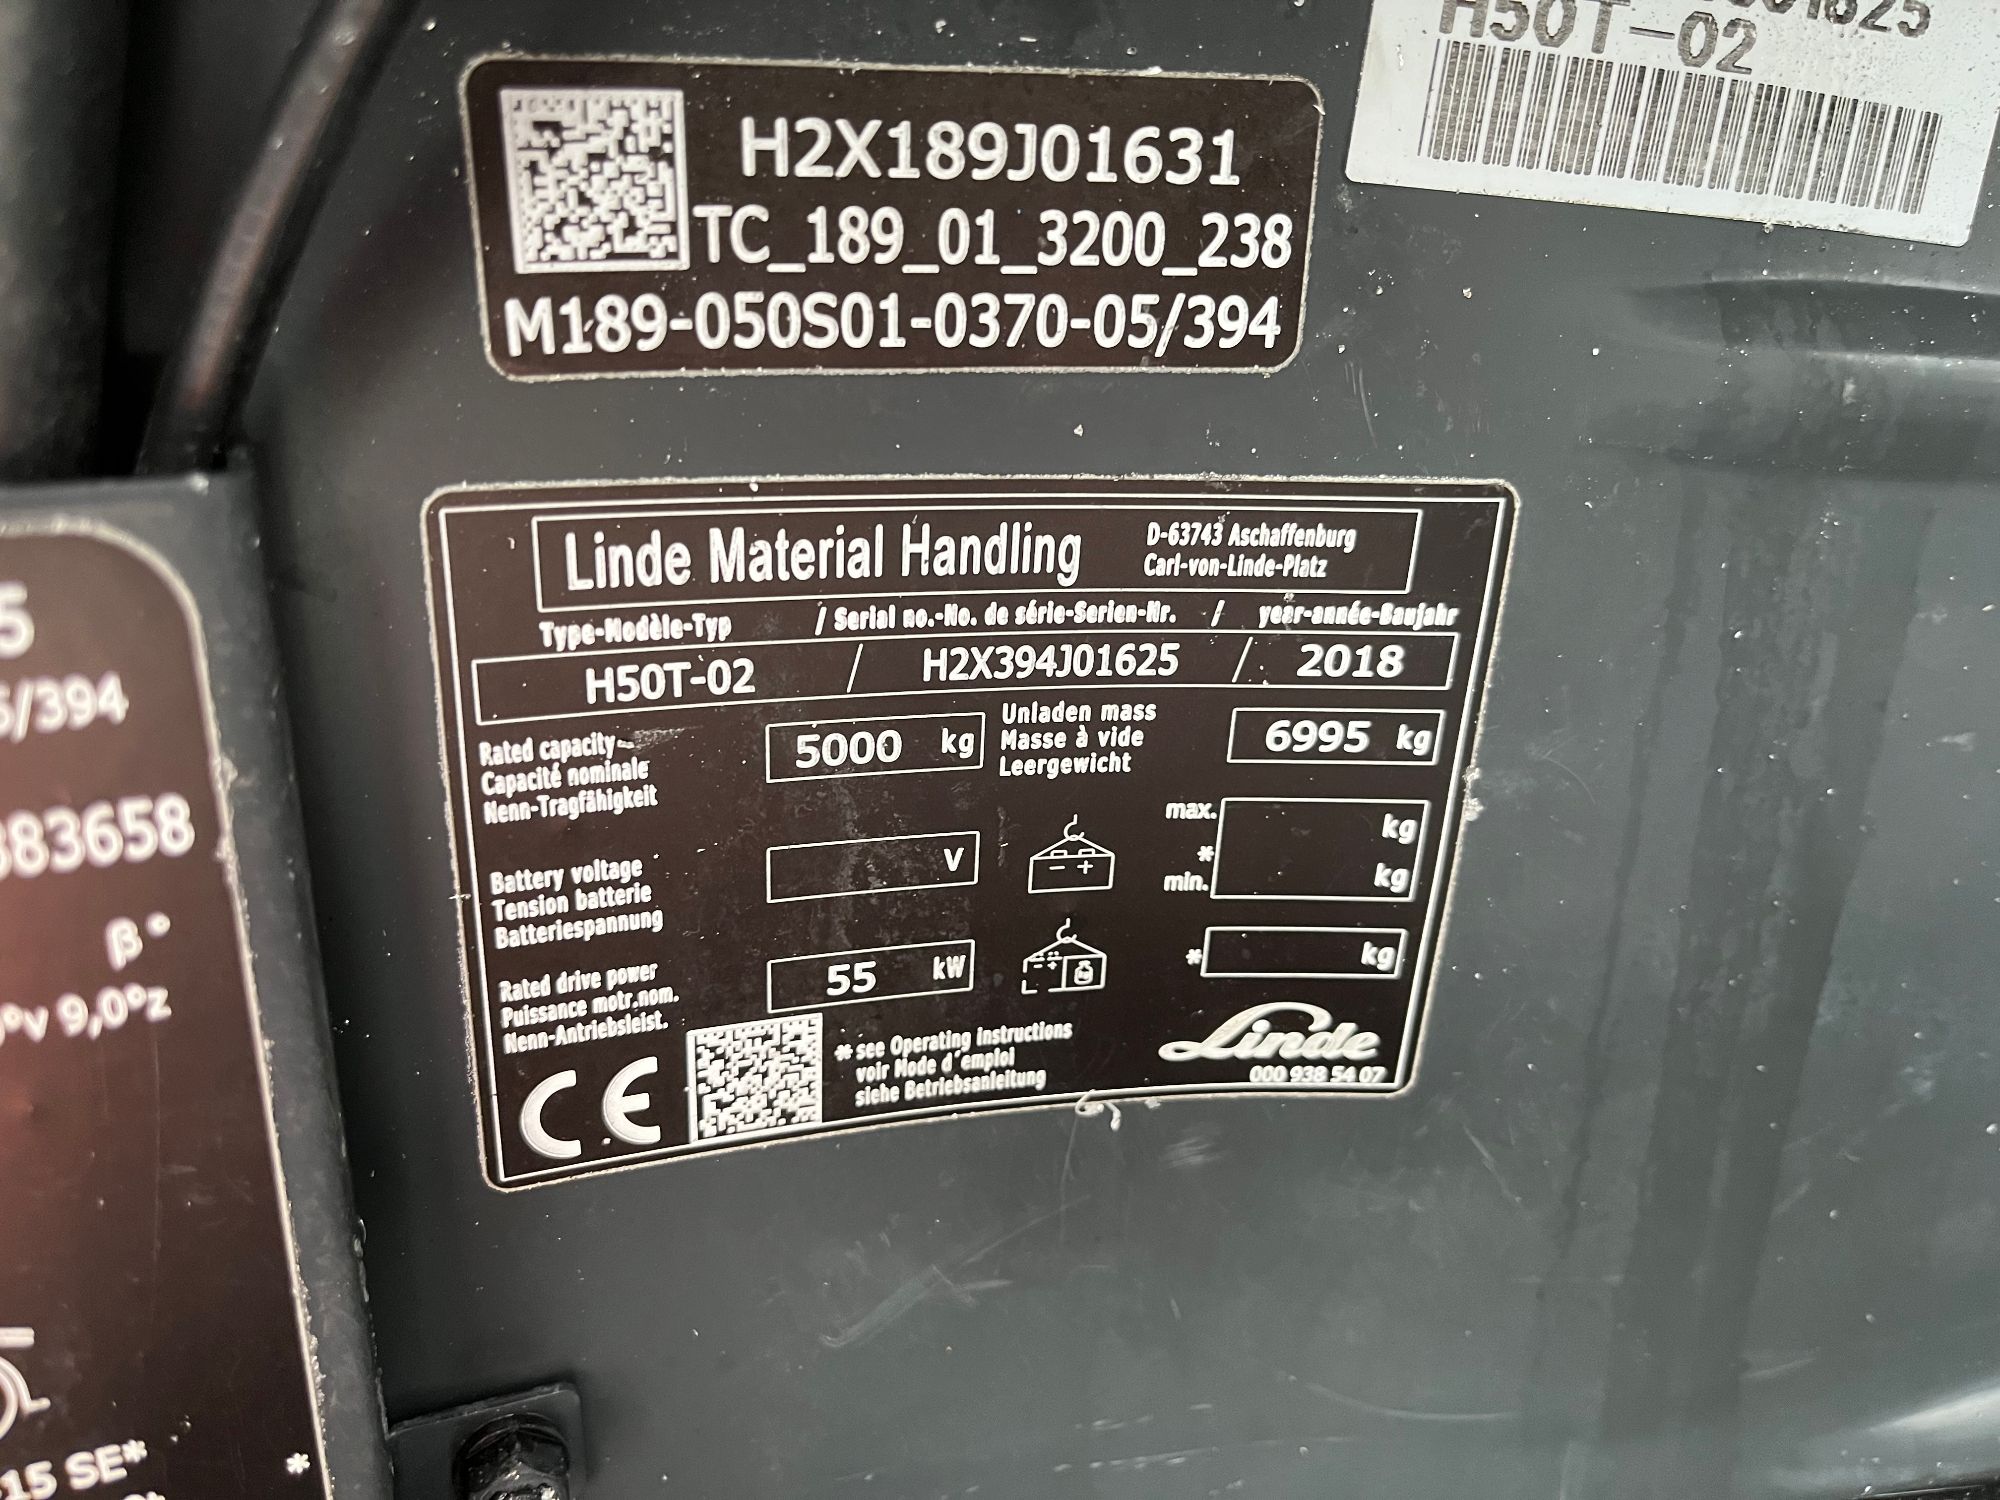 H50T-02
H2X189J01631
TC_189_01_3200_238
M189-050S01-0370-05/394
Linde Material Handling
D-63743 Aschaffenburg
Carl-von-Linde-Platz
Type-Modèle-Typ / Serial no.-No. de série-Serien-Nr. / year-année-Baujahr
H50T-02 / H2X394J01625 / 2018
Rated capacity
Capacité nominale
Nenn-Tragfähigkeit
5000 kg
Unladen mass
Masse à vide
Leergewicht
6995 kg
Battery voltage
Tension batterie
Batteriespannung
V
- +
max. kg
*
min. kg
Rated drive power
Puissance motr.nom.
Nenn-Antriebsleist.
55 kW
* kg
CE
* see Operating instructions
voir Mode d'emploi
siehe Betriebsanleitung
Linde
000 938 54 07
5
/394
83658
β°
°v 9,0°z
15 SE*
*